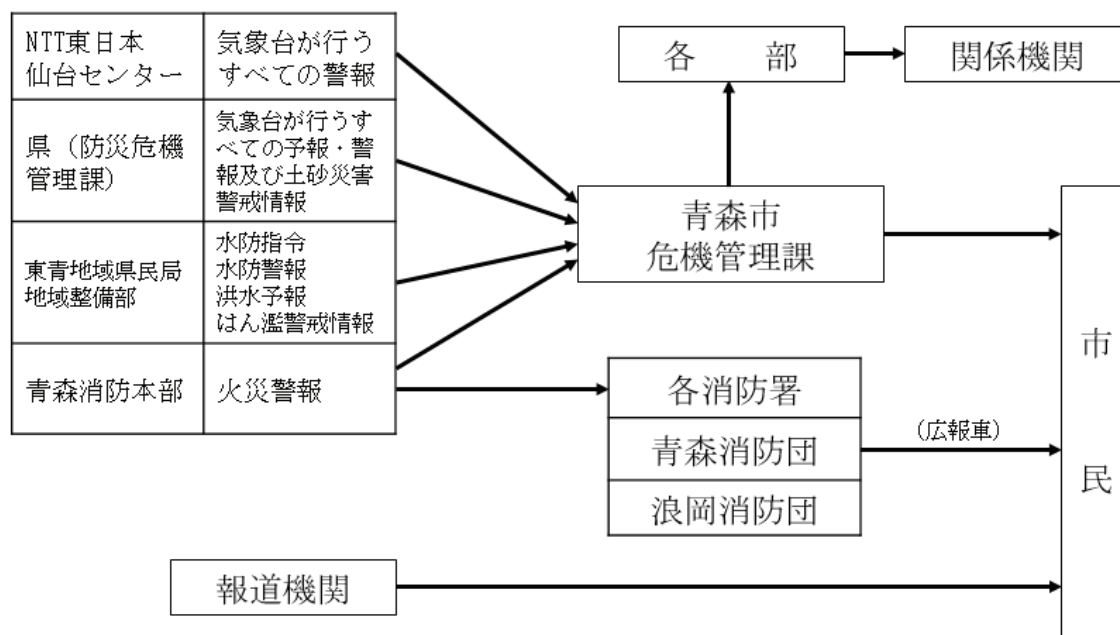 NTT東日本
仙台センター
気象台が行う
すべての警報
県（防災危機
管理課）
気象台が行うす
べての予報・警
報及び土砂災害
警戒情報
東青地域県民局
地域整備部
水防指令
水防警報
洪水予報
はん濫警戒情報
青森消防本部
火災警報
各　　部
関係機関
青森市
危機管理課
各消防署
青森消防団
浪岡消防団
（広報車）
報道機関
市
民